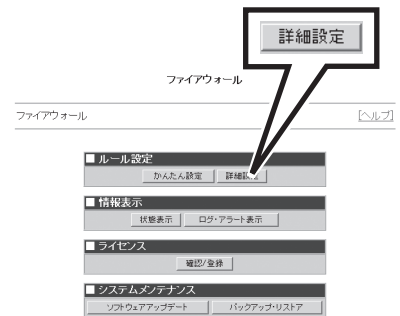 詳細設定
ファイアウォール
ファイアウォール [ヘルプ]
■ ルール設定
かんたん設定 詳細設定
■ 情報表示
状態表示 ログ・アラート表示
■ ライセンス
確認/登録
■ システムメンテナンス
ソフトウェアアップデート バックアップ・リストア